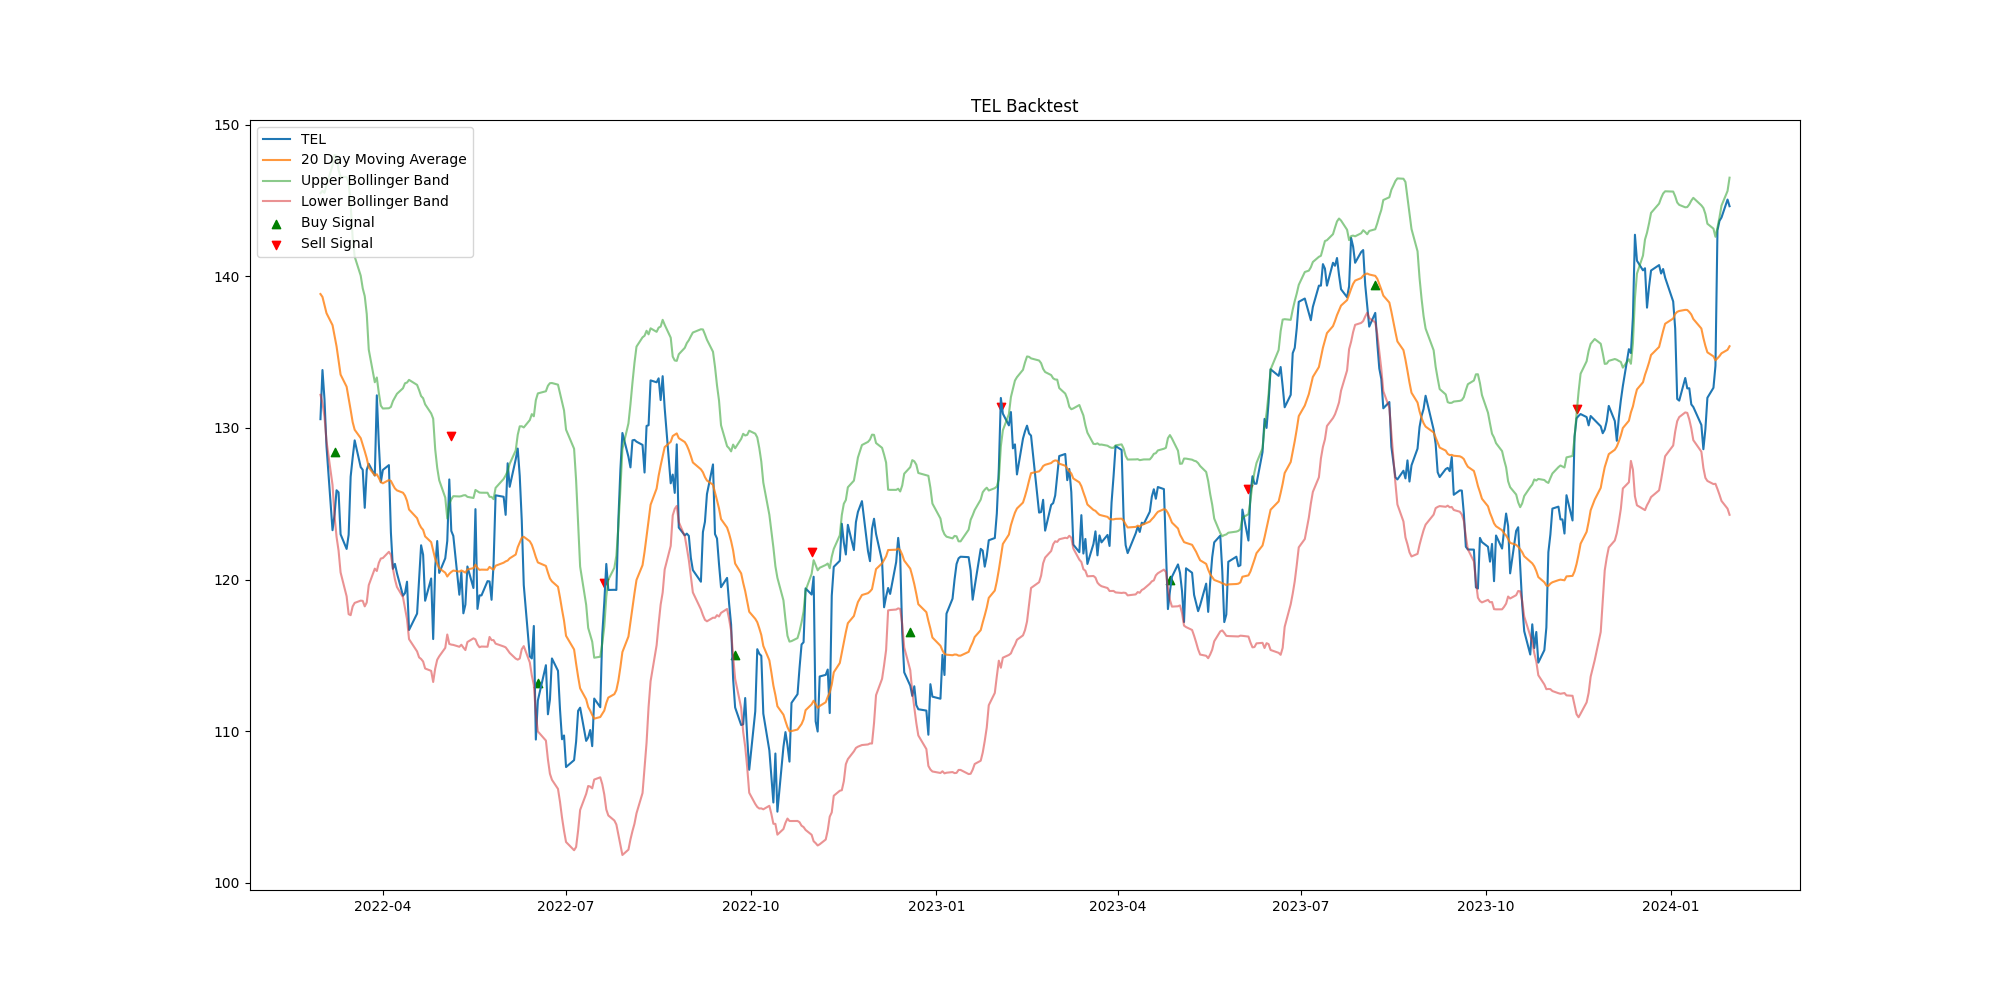 TEL Backtest
150
140
130
120
110
100
TEL
20 Day Moving Average
Upper Bollinger Band
Lower Bollinger Band
Buy Signal
Sell Signal
2022-04
2022-07
2022-10
2023-01
2023-04
2023-07
2023-10
2024-01